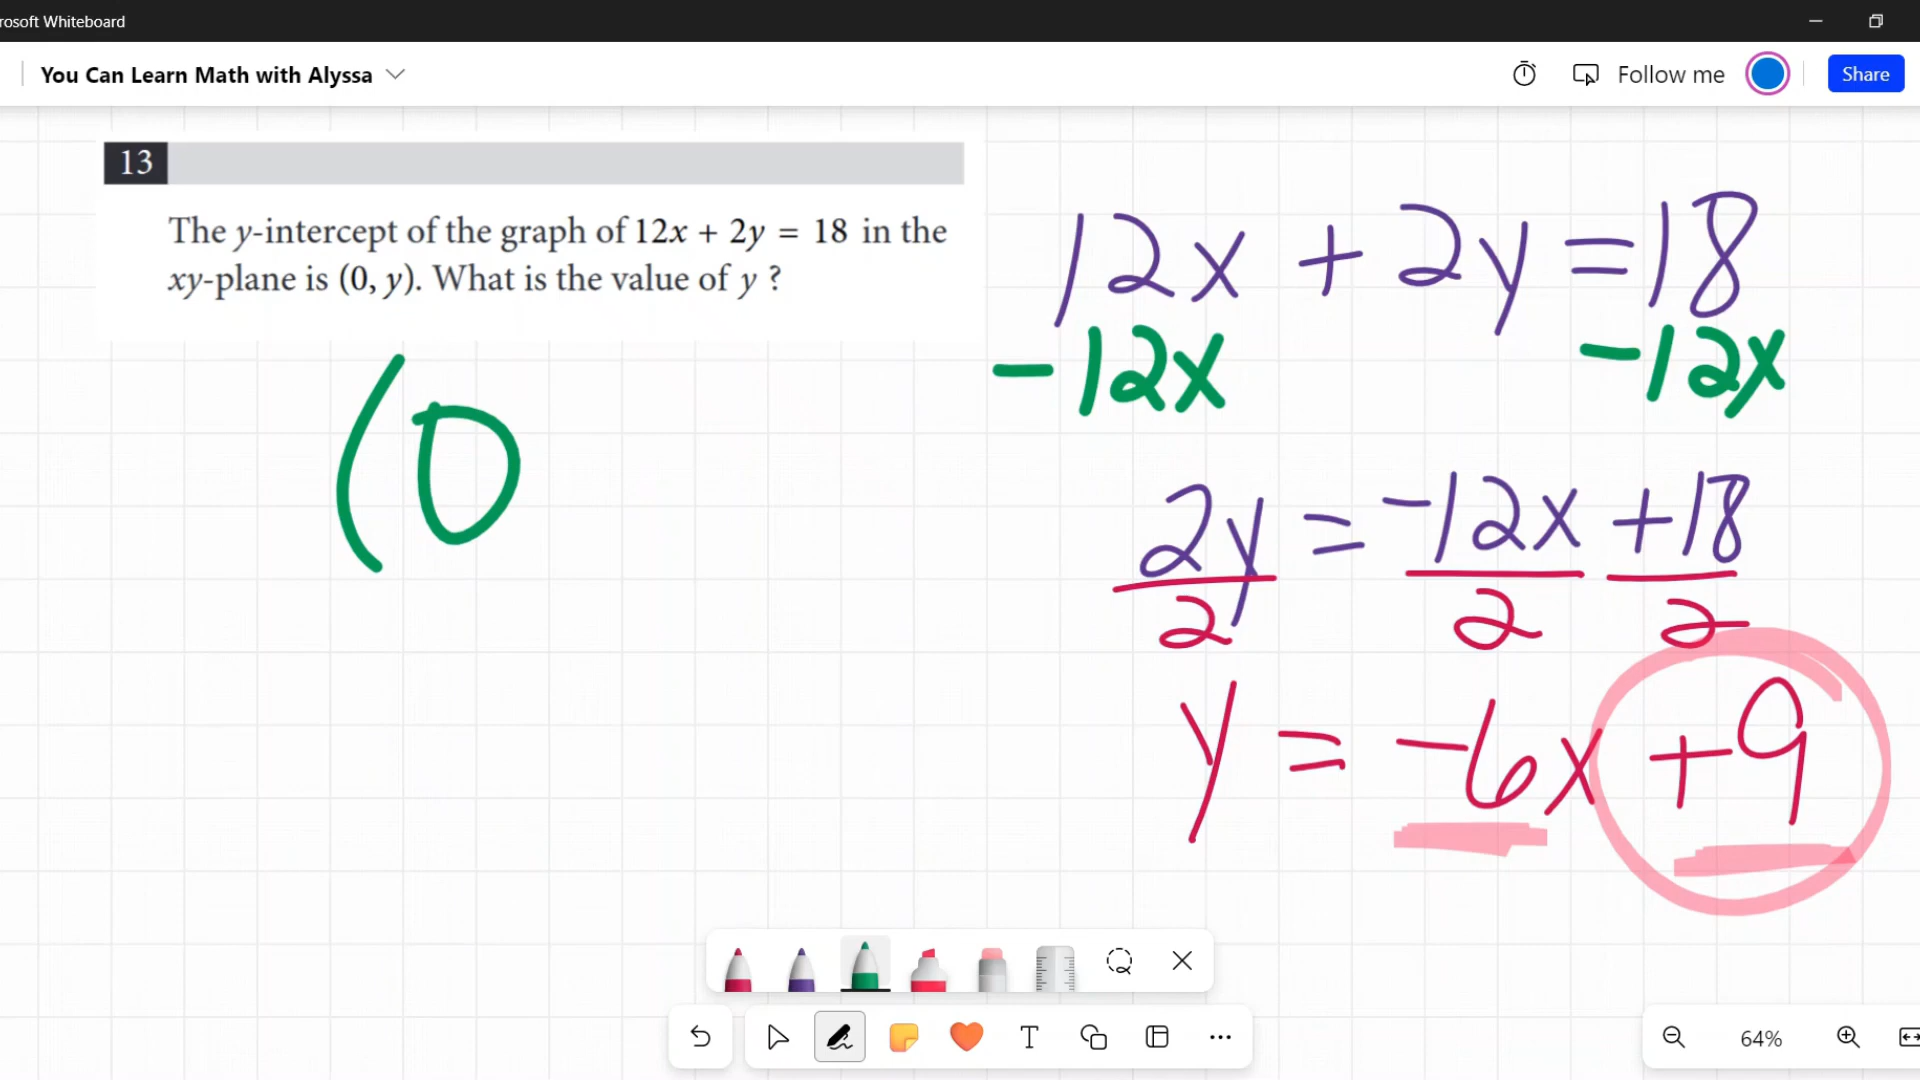 rosoft Whiteboard
You Can Learn Math with Alyssa
Follow me
Share
13
The y-intercept of the graph of 12x + 2y = 18 in the
xy-plane is (0, y). What is the value of y ?
(0
12x + 2y = 18
-12x -12x
2y = -12x + 18
2 2 2
y = -6x + 9
T
64%